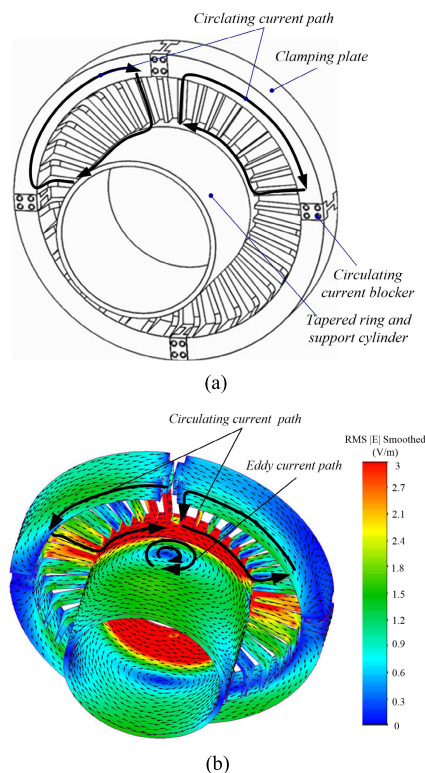 Circlating current path
Clamping plate
Circulating
current blocker
Tapered ring and
support cylinder
(a)
Circulating current path
Eddy current path
RMS |E| Smoothed
(V/m)
3
2.7
2.4
2.1
1.8
1.5
1.2
0.9
0.6
0.3
0
(b)